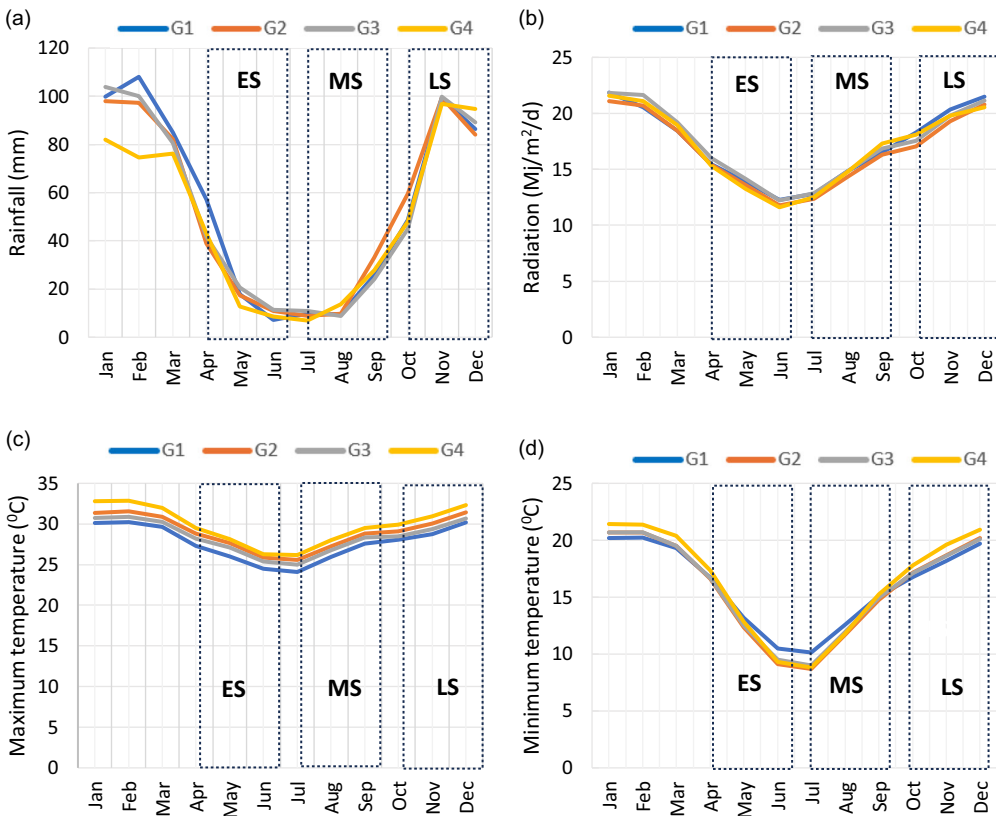 (a)
G1 G2 G3 G4
Rainfall (mm)
120
100
80
60
40
20
0
ES MS LS
Jan Feb Mar Apr May Jun Jul Aug Sep Oct Nov Dec
(b)
G1 G2 G3 G4
Radiation (Mj/m²/d)
25
20
15
10
5
0
ES MS LS
Jan Feb Mar Apr May Jun Jul Aug Sep Oct Nov Dec
(c)
G1 G2 G3 G4
Maximum temperature (⁰C)
35
30
25
20
15
10
5
0
ES MS LS
Jan Feb Mar Apr May Jun Jul Aug Sep Oct Nov Dec
(d)
G1 G2 G3 G4
Minimum temperature (⁰C)
25
20
15
10
5
0
ES MS LS
Jan Feb Mar Apr May Jun Jul Aug Sep Oct Nov Dec